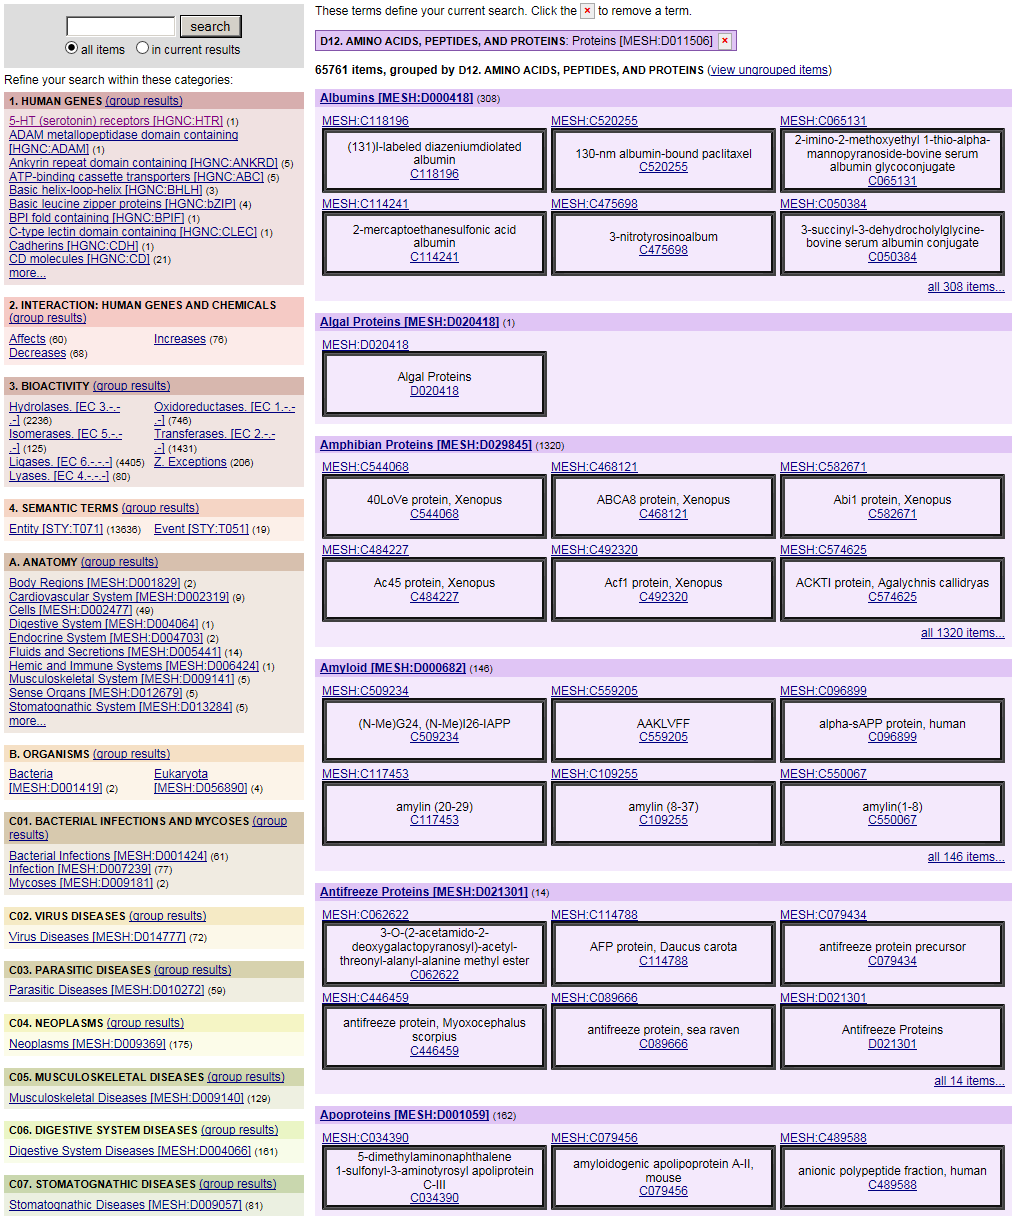 search
all items in current results
Refine your search within these categories:
1. HUMAN GENES (group results)
5-HT (serotonin) receptors [HGNC:HTR] (1)
ADAM metallopeptidase domain containing
[HGNC:ADAM] (1)
Ankyrin repeat domain containing [HGNC:ANKRD] (5)
ATP-binding cassette transporters [HGNC:ABC] (5)
Basic helix-loop-helix [HGNC:BHLH] (3)
Basic leucine zipper proteins [HGNC:bZIP] (4)
BPI fold containing [HGNC:BPIF] (1)
C-type lectin domain containing [HGNC:CLEC] (1)
Cadherins [HGNC:CDH] (1)
CD molecules [HGNC:CD] (21)
more...
2. INTERACTION: HUMAN GENES AND CHEMICALS
(group results)
Affects (60) Increases (76)
Decreases (68)
3. BIOACTIVITY (group results)
Hydrolases. [EC 3.-.- Oxidoreductases. [EC 1.-.-
.-] (2236) .-] (746)
Isomerases. [EC 5.-.- Transferases. [EC 2.-.-
.-] (125) .-] (1431)
Ligases. [EC 6.-.-.-] (4405) Z. Exceptions (206)
Lyases. [EC 4.-.-.-] (80)
4. SEMANTIC TERMS (group results)
Entity [STY:T071] (13636) Event [STY:T051] (19)
A. ANATOMY (group results)
Body Regions [MESH:D001829] (2)
Cardiovascular System [MESH:D002319] (9)
Cells [MESH:D002477] (49)
Digestive System [MESH:D004064] (1)
Endocrine System [MESH:D004703] (2)
Fluids and Secretions [MESH:D005441] (14)
Hemic and Immune Systems [MESH:D006424] (1)
Musculoskeletal System [MESH:D009141] (5)
Sense Organs [MESH:D012679] (5)
Stomatognathic System [MESH:D013284] (5)
more...
B. ORGANISMS (group results)
Bacteria Eukaryota
[MESH:D001419] (2) [MESH:D056890] (4)
C01. BACTERIAL INFECTIONS AND MYCOSES (group
results)
Bacterial Infections [MESH:D001424] (61)
Infection [MESH:D007239] (77)
Mycoses [MESH:D009181] (2)
C02. VIRUS DISEASES (group results)
Virus Diseases [MESH:D014777] (72)
C03. PARASITIC DISEASES (group results)
Parasitic Diseases [MESH:D010272] (59)
C04. NEOPLASMS (group results)
Neoplasms [MESH:D009369] (175)
C05. MUSCULOSKELETAL DISEASES (group results)
Musculoskeletal Diseases [MESH:D009140] (129)
C06. DIGESTIVE SYSTEM DISEASES (group results)
Digestive System Diseases [MESH:D004066] (161)
C07. STOMATOGNATHIC DISEASES (group results)
Stomatognathic Diseases [MESH:D009057] (81)
These terms define your current search. Click the × to remove a term.
D12. AMINO ACIDS, PEPTIDES, AND PROTEINS: Proteins [MESH:D011506] ×
65761 items, grouped by D12. AMINO ACIDS, PEPTIDES, AND PROTEINS (view ungrouped items)
Albumins [MESH:D000418] (308)
MESH:C118196 MESH:C520255 MESH:C065131
(131)I-labeled diazeniumdiolated
albumin
C118196
130-nm albumin-bound paclitaxel
C520255
2-imino-2-methoxyethyl 1-thio-alpha-
mannopyranoside-bovine serum
albumin glycoconjugate
C065131
MESH:C114241 MESH:C475698 MESH:C050384
2-mercaptoethanesulfonic acid
albumin
C114241
3-nitrotyrosinoalbum
C475698
3-succinyl-3-dehydrocholylglycine-
bovine serum albumin conjugate
C050384
all 308 items...
Algal Proteins [MESH:D020418] (1)
MESH:D020418
Algal Proteins
D020418
Amphibian Proteins [MESH:D029845] (1320)
MESH:C544068 MESH:C468121 MESH:C582671
40LoVe protein, Xenopus
C544068
ABCA8 protein, Xenopus
C468121
Abi1 protein, Xenopus
C582671
MESH:C484227 MESH:C492320 MESH:C574625
Ac45 protein, Xenopus
C484227
Acf1 protein, Xenopus
C492320
ACKTI protein, Agalychnis callidryas
C574625
all 1320 items...
Amyloid [MESH:D000682] (146)
MESH:C509234 MESH:C559205 MESH:C096899
(N-Me)G24, (N-Me)I26-IAPP
C509234
AAKLVFF
C559205
alpha-sAPP protein, human
C096899
MESH:C117453 MESH:C109255 MESH:C550067
amylin (20-29)
C117453
amylin (8-37)
C109255
amylin(1-8)
C550067
all 146 items...
Antifreeze Proteins [MESH:D021301] (14)
MESH:C062622 MESH:C114788 MESH:C079434
3-O-(2-acetamido-2-
deoxygalactopyranosyl)-acetyl-
threonyl-alanyl-alanine methyl ester
C062622
AFP protein, Daucus carota
C114788
antifreeze protein precursor
C079434
MESH:C446459 MESH:C089666 MESH:D021301
antifreeze protein, Myoxocephalus
scorpius
C446459
antifreeze protein, sea raven
C089666
Antifreeze Proteins
D021301
all 14 items...
Apoproteins [MESH:D001059] (162)
MESH:C034390 MESH:C079456 MESH:C489588
5-dimethylaminonaphthalene
1-sulfonyl-3-aminotyrosyl apoliprotein
C-III
C034390
amyloidogenic apolipoprotein A-II,
mouse
C079456
anionic polypeptide fraction, human
C489588